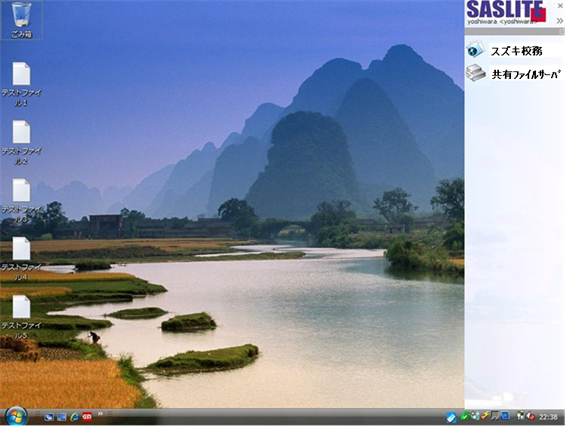 ごみ箱
テストファイ
ル1
テストファイ
ル2
テストファイ
ル3
テストファイ
ル4
テストファイ
ル5
SASLITE
yoshiwara <yoshiwara>
スズキ校務
共有ファイルサーバ
22:38